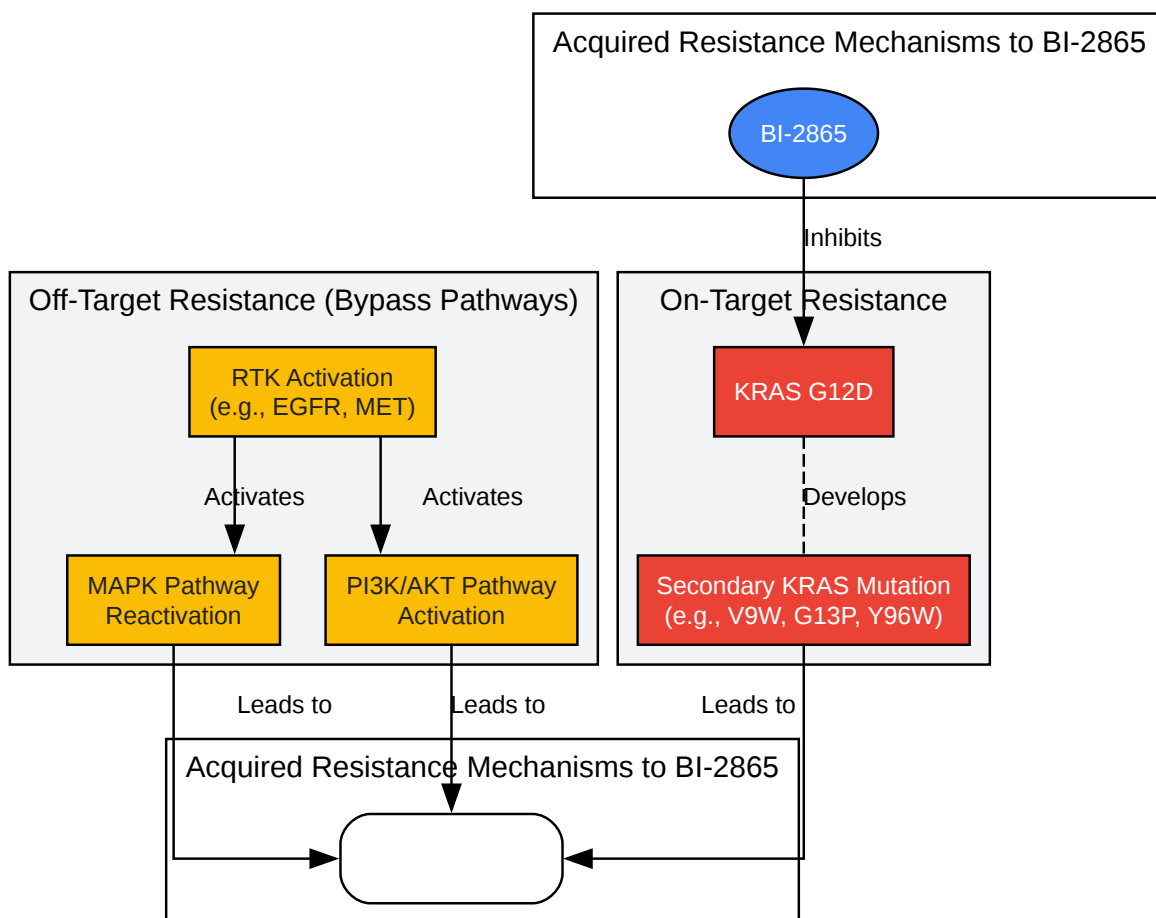 Acquired Resistance Mechanisms to BI-2865
BI-2865
Inhibits
Off-Target Resistance (Bypass Pathways)
On-Target Resistance
RTK Activation
(e.g., EGFR, MET)
KRAS G12D
Activates
Activates
Develops
MAPK Pathway
Reactivation
PI3K/AKT Pathway
Activation
Secondary KRAS Mutation
(e.g., V9W, G13P, Y96W)
Leads to
Leads to
Leads to
Acquired Resistance Mechanisms to BI-2865